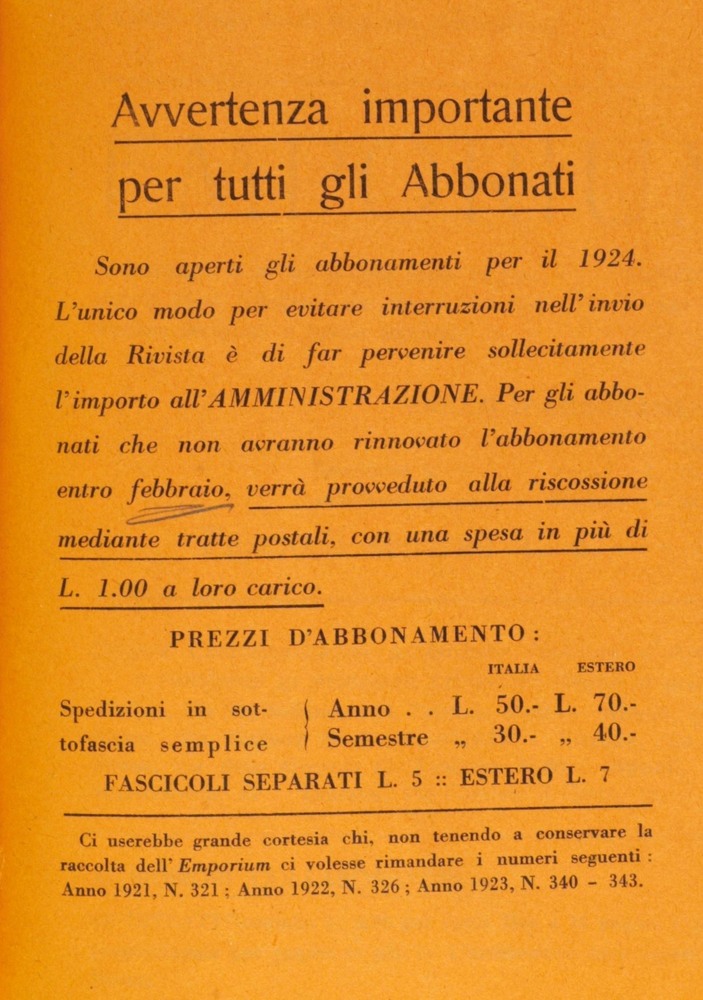 Avvertenza importante
per tutti gli Abbonati
Sono aperti gli abbonamenti per il 1924.
L'unico modo per evitare interruzioni nell'invio
della Rivista è di far pervenire sollecitamente
l'importo all'AMMINISTRAZIONE. Per gli abbo-
nati che non avranno rinnovato l'abbonamento
entro febbraio, verrà provveduto alla riscossione
mediante tratte postali, con una spesa in più di
L. 1.00 a loro carico.
PREZZI D'ABBONAMENTO :
ITALIA ESTERO
Spedizioni in sot- { Anno . . L. 50.- L. 70.-
tofascia semplice { Semestre „ 30.- „ 40.-
FASCICOLI SEPARATI L. 5 :: ESTERO L. 7
Ci userebbe grande cortesia chi, non tenendo a conservare la
raccolta dell'Emporium ci volesse rimandare i numeri seguenti :
Anno 1921, N. 321 ; Anno 1922, N. 326 ; Anno 1923, N. 340 - 343.